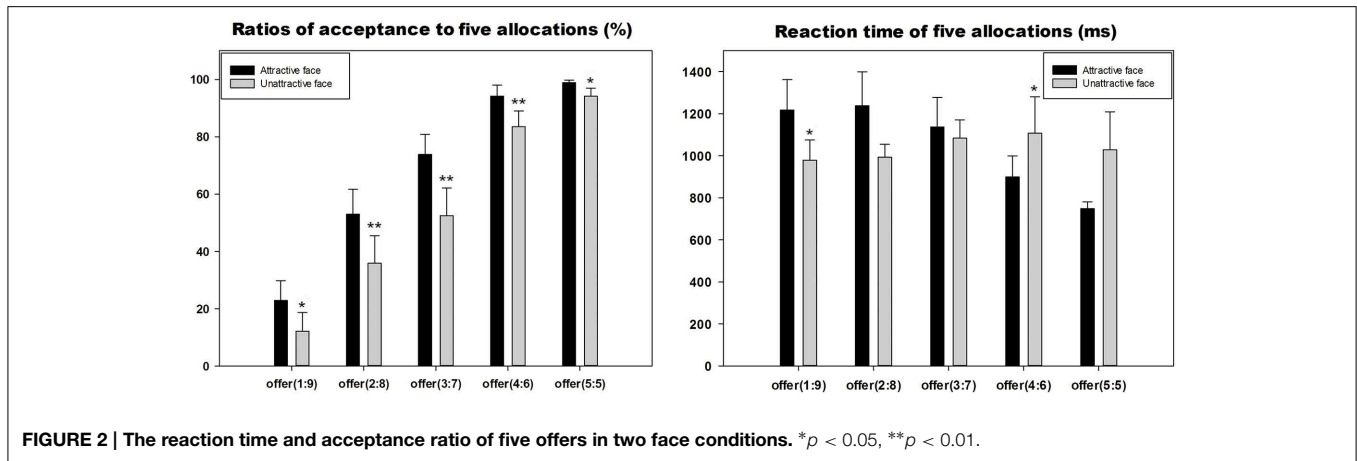 Ratios of acceptance to five allocations (%)
Attractive face
Unattractive face
100
80
60
40
20
0
*
**
**
**
*
offer(1:9) offer(2:8) offer(3:7) offer(4:6) offer(5:5)
Reaction time of five allocations (ms)
Attractive face
Unattractive face
1400
1200
1000
800
600
400
200
0
*
*
offer(1:9) offer(2:8) offer(3:7) offer(4:6) offer(5:5)
FIGURE 2 | The reaction time and acceptance ratio of five offers in two face conditions. *p < 0.05, **p < 0.01.